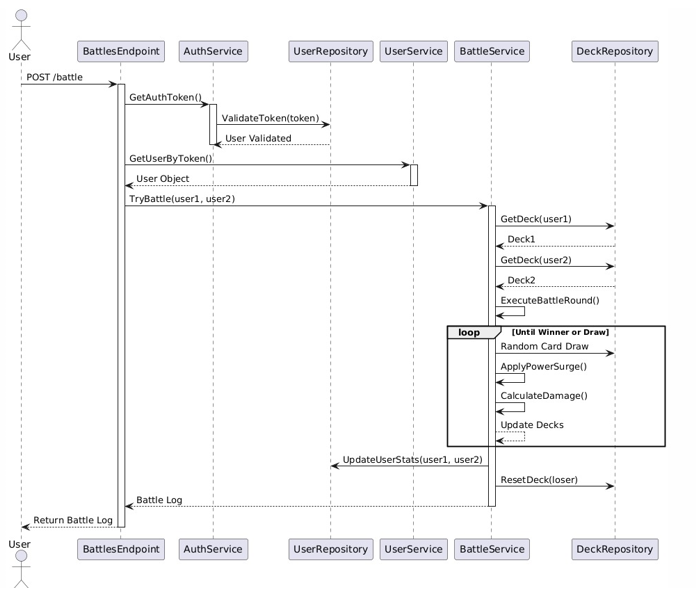 User
BattlesEndpoint
AuthService
UserRepository
UserService
BattleService
DeckRepository
POST /battle
GetAuthToken()
ValidateToken(token)
User Validated
GetUserByToken()
User Object
TryBattle(user1, user2)
GetDeck(user1)
Deck1
GetDeck(user2)
Deck2
ExecuteBattleRound()
loop [Until Winner or Draw]
Random Card Draw
ApplyPowerSurge()
CalculateDamage()
Update Decks
UpdateUserStats(user1, user2)
ResetDeck(loser)
Battle Log
Return Battle Log
User
BattlesEndpoint
AuthService
UserRepository
UserService
BattleService
DeckRepository